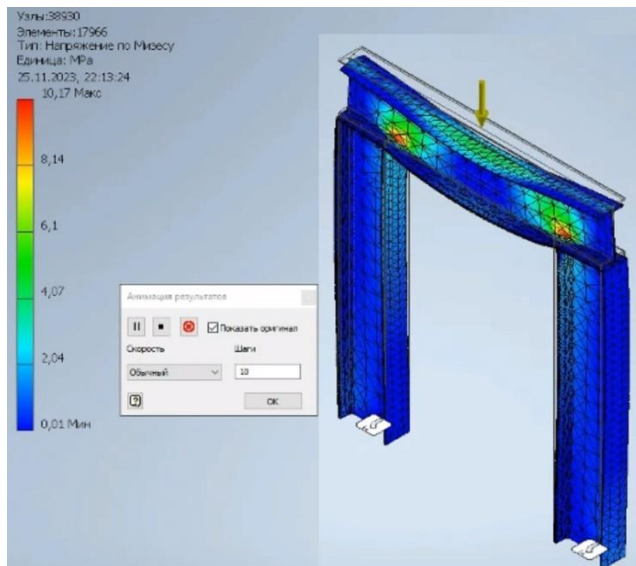 Узлы:38930
Элементы:17966
Тип: Напряжение по Мизесу
Единица: MPa
25.11.2023, 22:13:24
10,17 Макс
8,14
6,1
4,07
2,04
0,01 Мин
Анимация результатов
Показать оригинал
Скорость Шаги
Обычный 10
OK